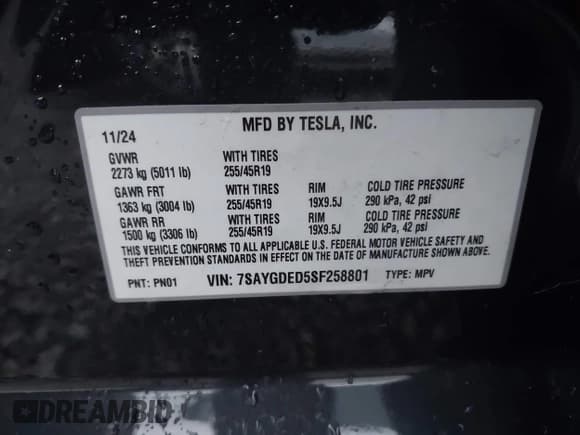 11/24 MFD BY TESLA, INC.
GVWR WITH TIRES
2273 kg (5011 lb) 255/45R19
GAWR FRT WITH TIRES RIM COLD TIRE PRESSURE
1363 kg (3004 lb) 255/45R19 19X9.5J 290 kPa, 42 psi
GAWR RR WITH TIRES RIM COLD TIRE PRESSURE
1500 kg (3306 lb) 255/45R19 19X9.5J 290 kPa, 42 psi
THIS VEHICLE CONFORMS TO ALL APPLICABLE U.S. FEDERAL MOTOR VEHICLE SAFETY AND
THEFT PREVENTION STANDARDS IN EFFECT ON THE DATE OF MANUFACTURE SHOWN ABOVE.
PNT: PN01 VIN: 7SAYGDED5SF258801 TYPE: MPV
DREAMBID